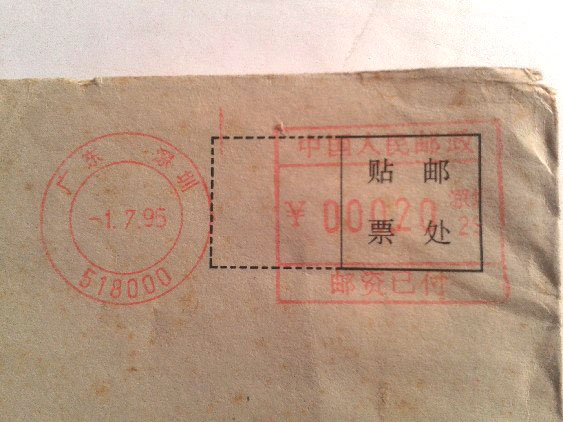 广东 深圳
-1.7.95
518000
中国人民邮政
¥ 00020
邮资已付
贴邮
票处